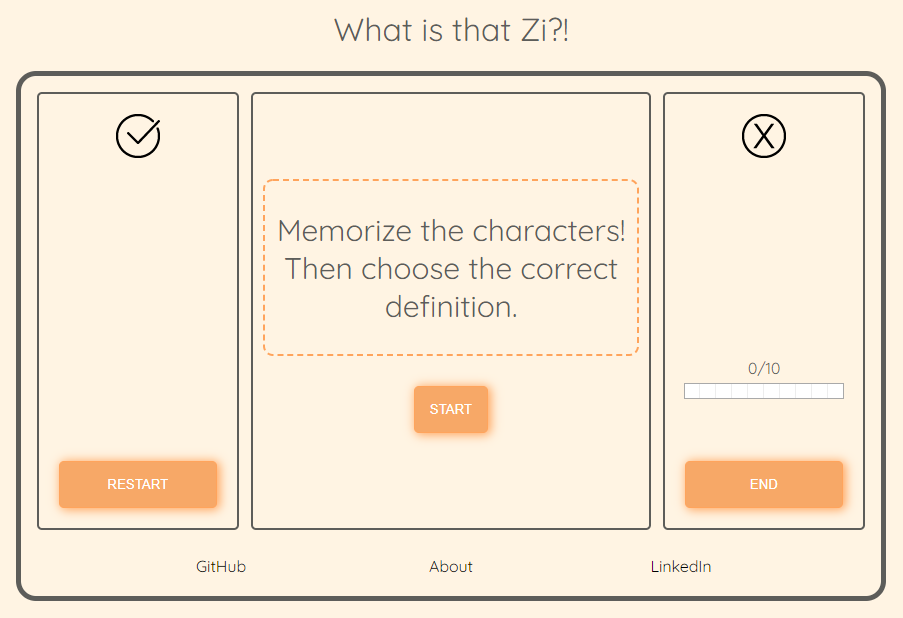 What is that Zi?!
X
Memorize the characters!
Then choose the correct
definition.
0/10
START
RESTART
END
GitHub
About
LinkedIn